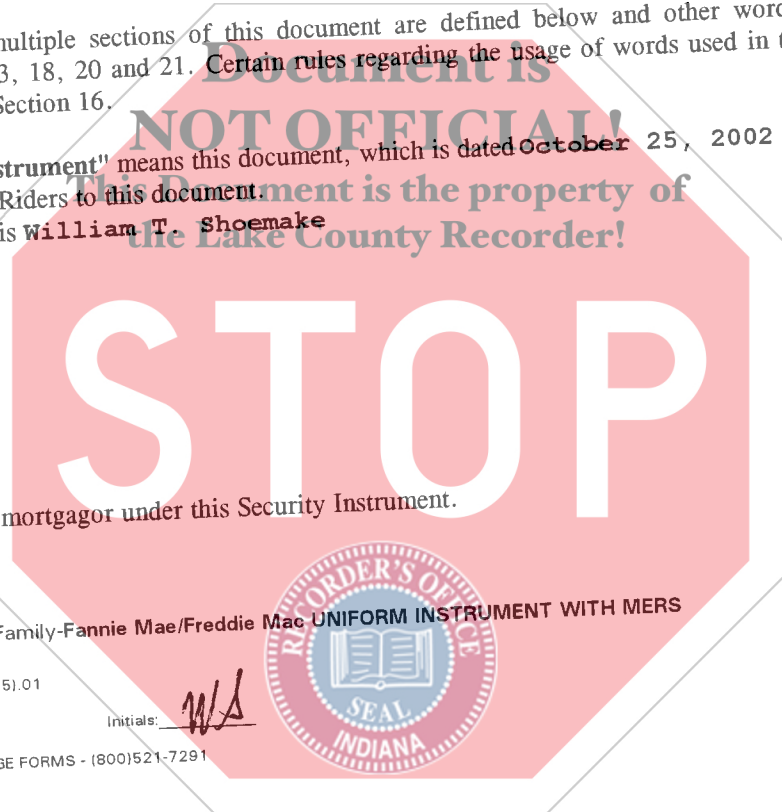 multiple sections of this document are defined below and other word
3, 18, 20 and 21. Certain rules regarding the usage of words used in t
Section 16.
Document is
NOT OFFICIAL!
This Document is the property of
the Lake County Recorder!
strument" means this document, which is dated October 25, 2002
Riders to this document.
is William T. Shoemake
STOP
mortgagor under this Security Instrument.
Family-Fannie Mae/Freddie Mac UNIFORM INSTRUMENT WITH MERS
5).01
Initials: WS
GE FORMS - (800)521-7291
RECORDER'S OFFICE
SEAL
INDIANA